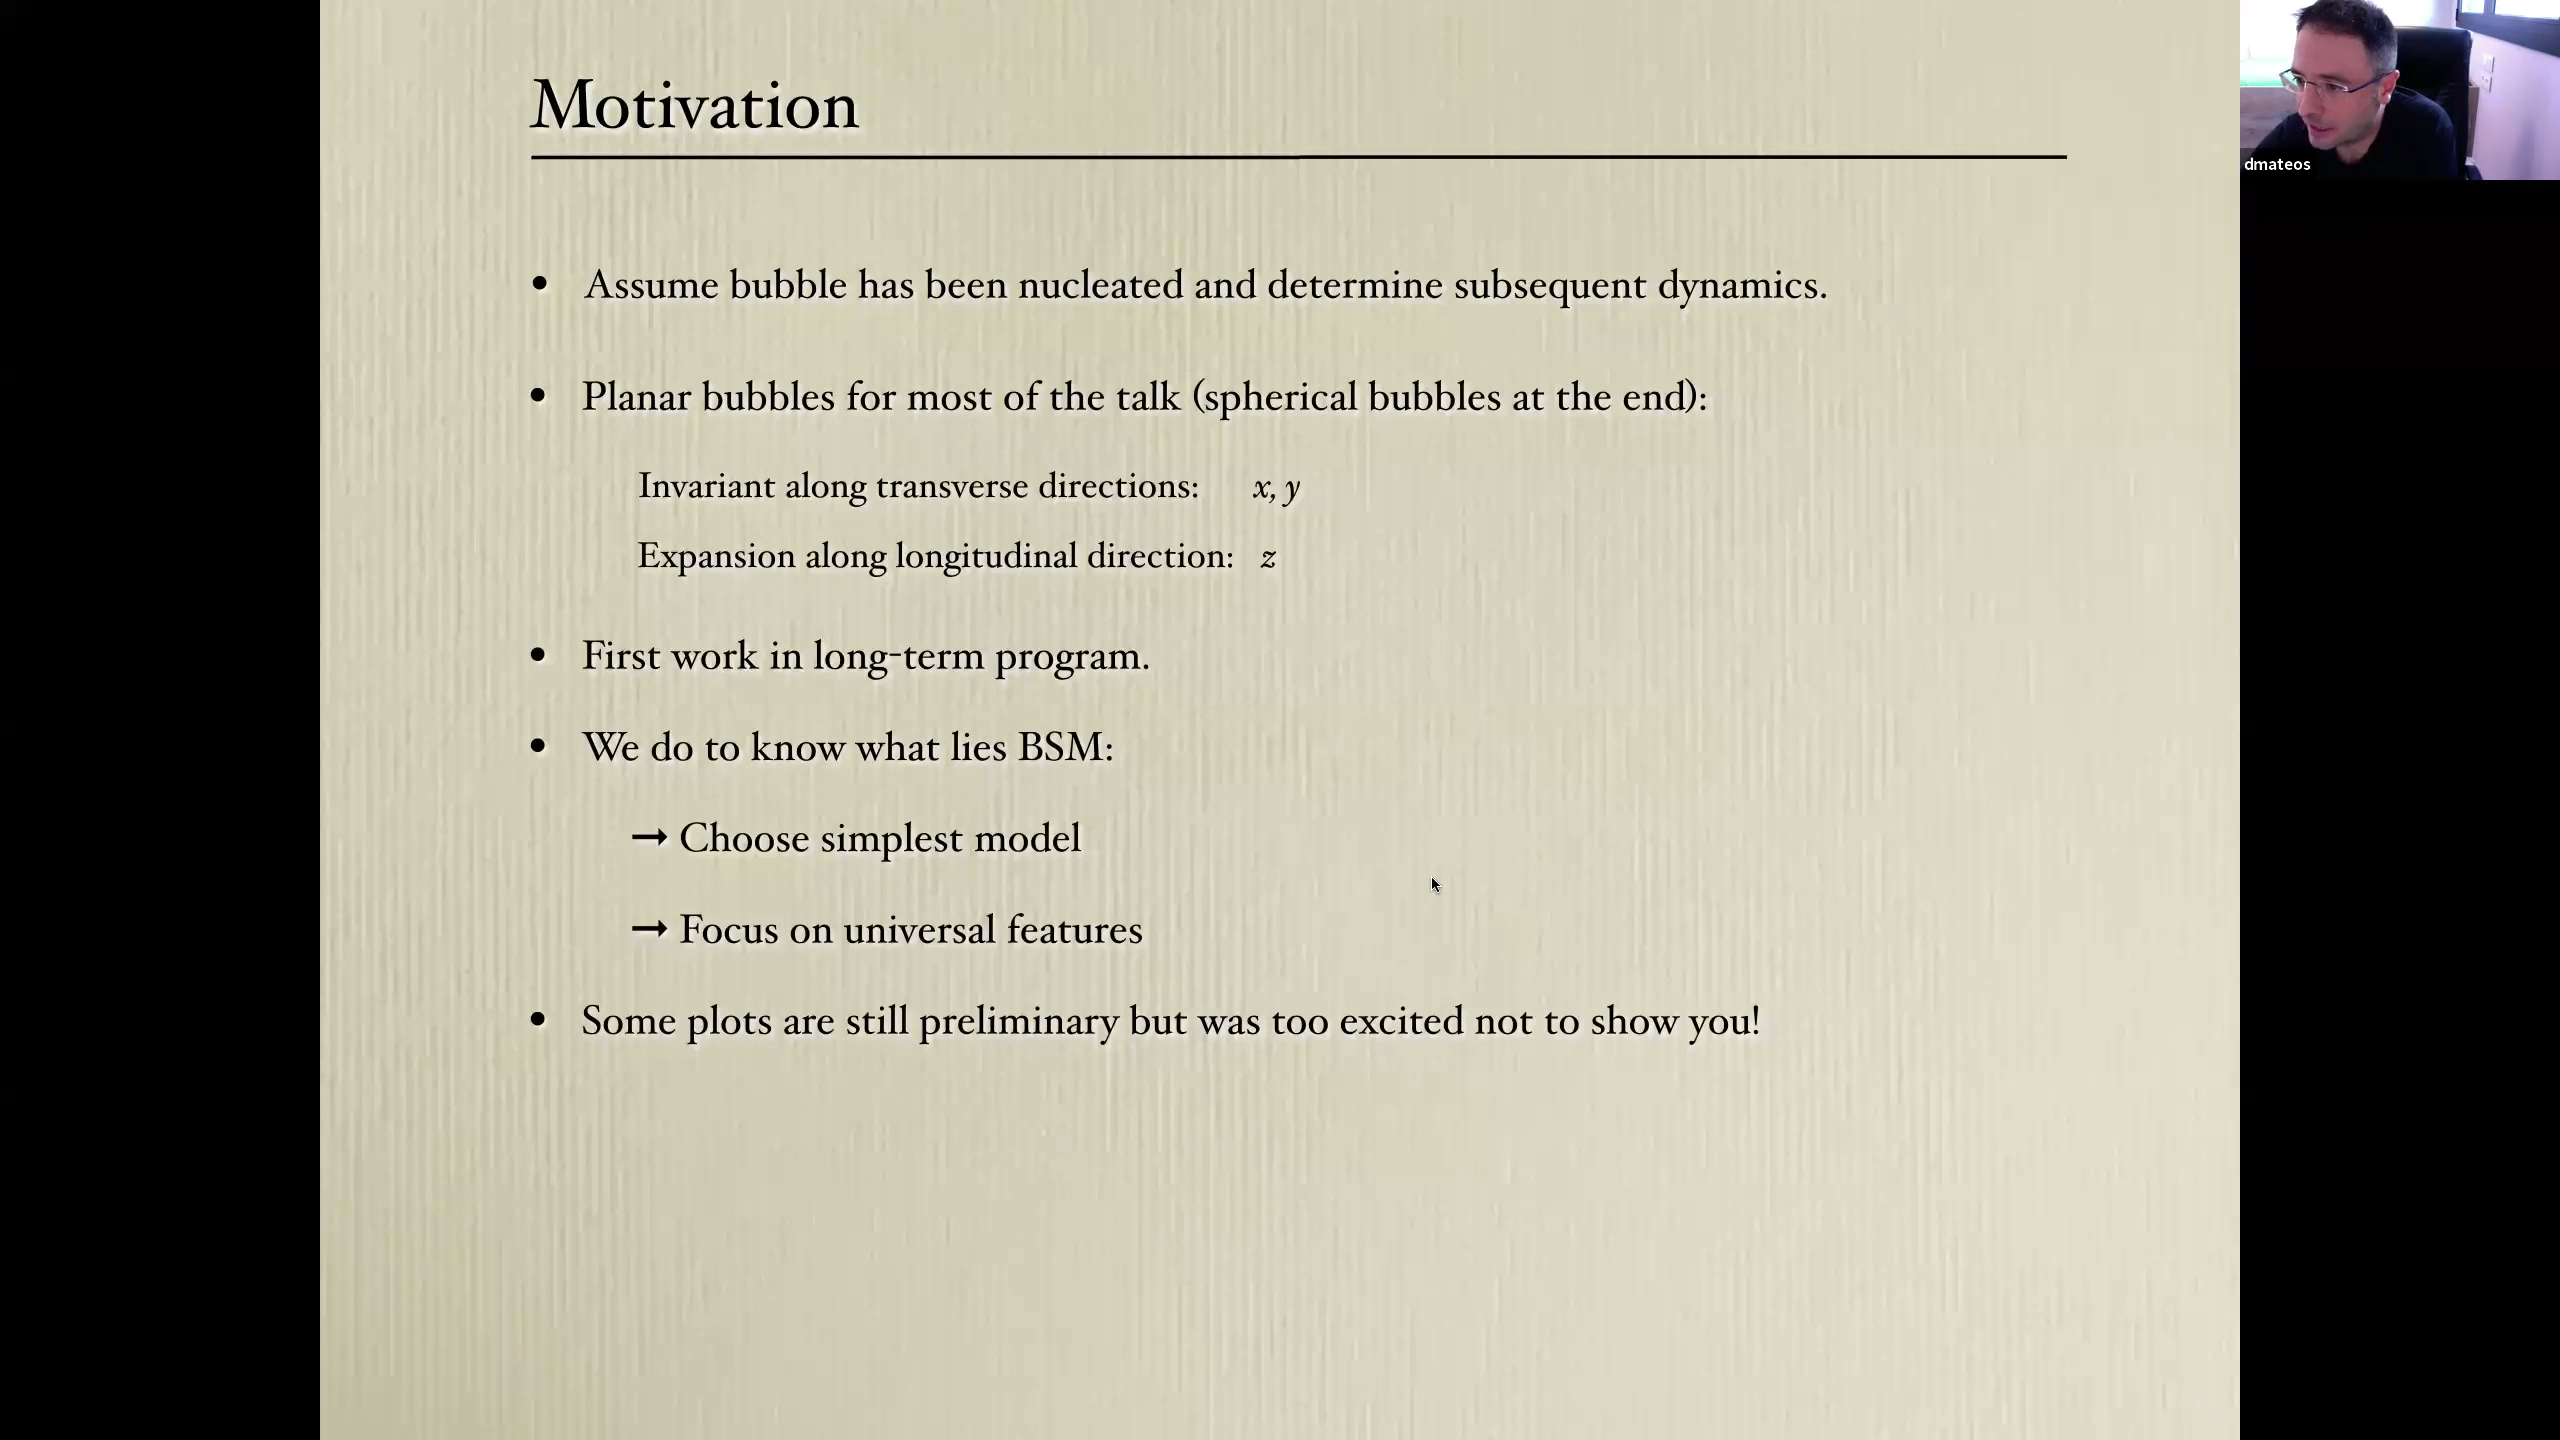 Motivation
dmateos
• Assume bubble has been nucleated and determine subsequent dynamics.
• Planar bubbles for most of the talk (spherical bubbles at the end):
Invariant along transverse directions: x, y
Expansion along longitudinal direction: z
• First work in long-term program.
• We do to know what lies BSM:
→ Choose simplest model
→ Focus on universal features
• Some plots are still preliminary but was too excited not to show you!